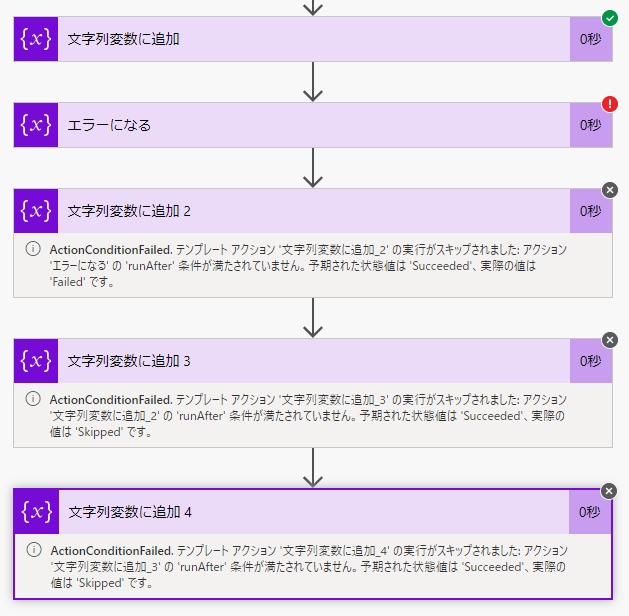 {x} 文字列変数に追加 0秒
{x} エラーになる 0秒
{x} 文字列変数に追加 2 0秒
ActionConditionFailed. テンプレート アクション '文字列変数に追加_2' の実行がスキップされました: アクション
'エラーになる' の 'runAfter' 条件が満たされていません。予期された状態値は 'Succeeded'、実際の値は
'Failed' です。
{x} 文字列変数に追加 3 0秒
ActionConditionFailed. テンプレート アクション '文字列変数に追加_3' の実行がスキップされました: アクション
'文字列変数に追加_2' の 'runAfter' 条件が満たされていません。予期された状態値は 'Succeeded'、実際の
値は 'Skipped' です。
{x} 文字列変数に追加 4 0秒
ActionConditionFailed. テンプレート アクション '文字列変数に追加_4' の実行がスキップされました: アクション
'文字列変数に追加_3' の 'runAfter' 条件が満たされていません。予期された状態値は 'Succeeded'、実際の
値は 'Skipped' です。